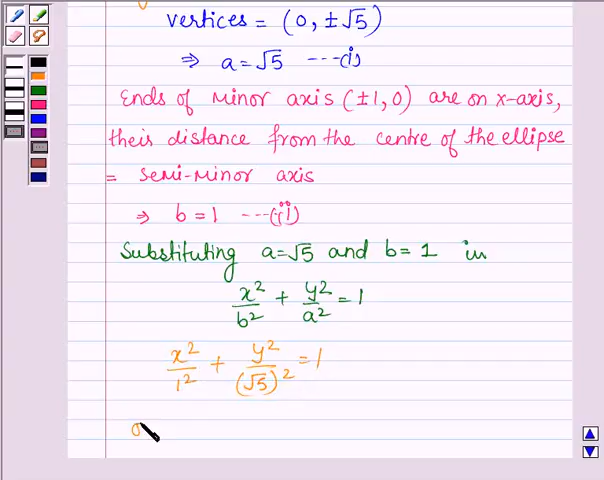 vertices = (0, ±√5)
⇒ a = √5 ---(i)
Ends of Minor axis (±1, 0) are on x-axis,
their distance from the centre of the ellipse
= semi-minor axis
⇒ b = 1 ---(ii)
Substituting a=√5 and b= 1 in
x²/b² + y²/a² = 1
x²/1² + y²/(√5)² = 1